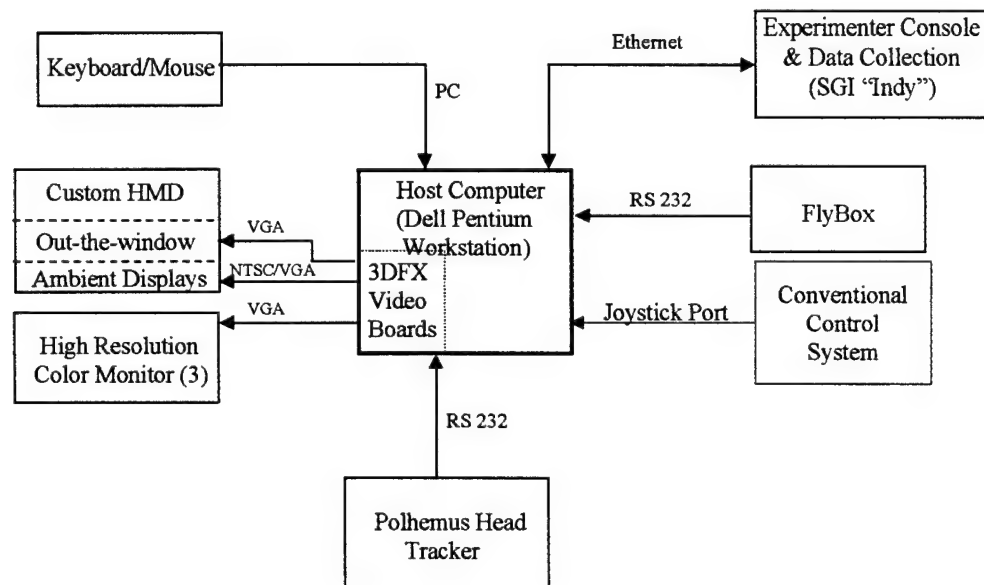 Keyboard/Mouse
PC
Ethernet
Experimenter Console
& Data Collection
(SGI “Indy”)
Custom HMD
Out-the-window
Ambient Displays
VGA
NTSC/VGA
VGA
High Resolution
Color Monitor (3)
Host Computer
(Dell Pentium
Workstation)
3DFX
Video
Boards
RS 232
FlyBox
Joystick Port
Conventional
Control
System
RS 232
Polhemus Head
Tracker